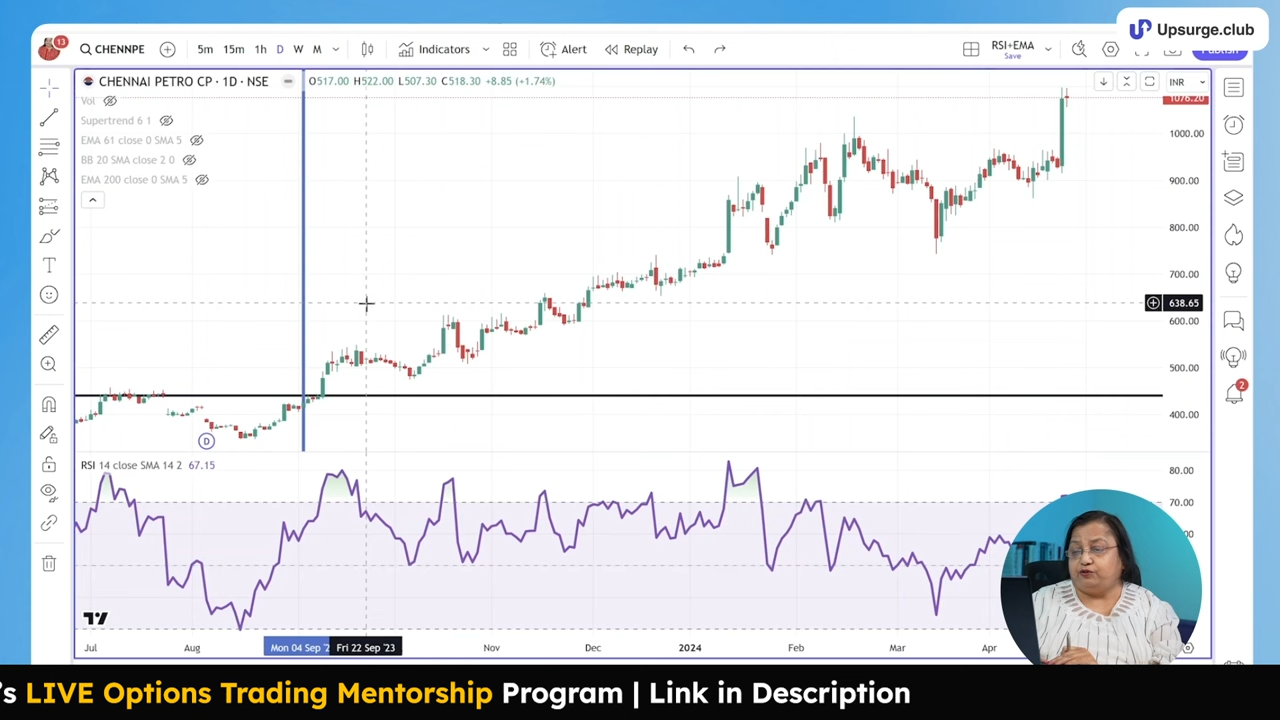 Upsurge.club
13
CHENNPE
5m 15m 1h D W M
Indicators
Alert
Replay
RSI+EMA
Save
CHENNAI PETRO CP · 1D · NSE
O517.00 H522.00 L507.30 C518.30 +8.85 (+1.74%)
INR
1076.20
Vol
Supertrend 6 1
EMA 61 close 0 SMA 5
BB 20 SMA close 2 0
EMA 200 close 0 SMA 5
1000.00
900.00
800.00
700.00
638.65
600.00
500.00
400.00
2
D
RSI 14 close SMA 14 2 67.15
80.00
70.00
Jul
Aug
Mon 04 Sep '2
Fri 22 Sep '23
Nov
Dec
2024
Feb
Mar
Apr
's LIVE Options Trading Mentorship Program | Link in Description